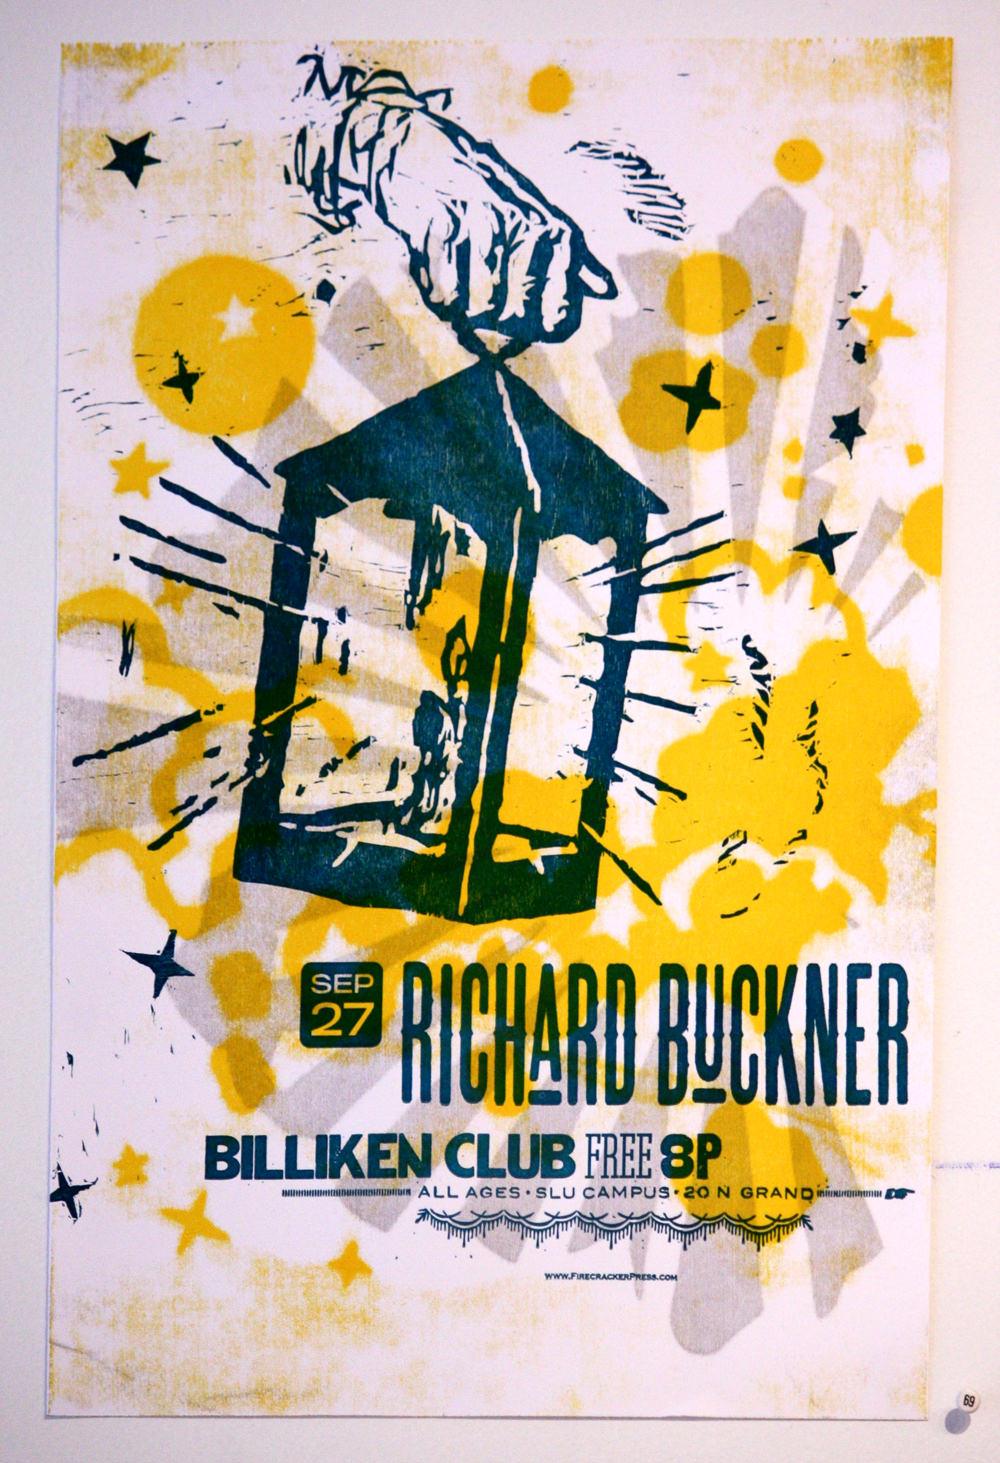 SEP
27
RICHARD BUCKNER
BILLIKEN CLUB FREE 8P
ALL AGES • SLU CAMPUS • 20 N GRAND
WWW.FIRECRACKERPRESS.COM
69